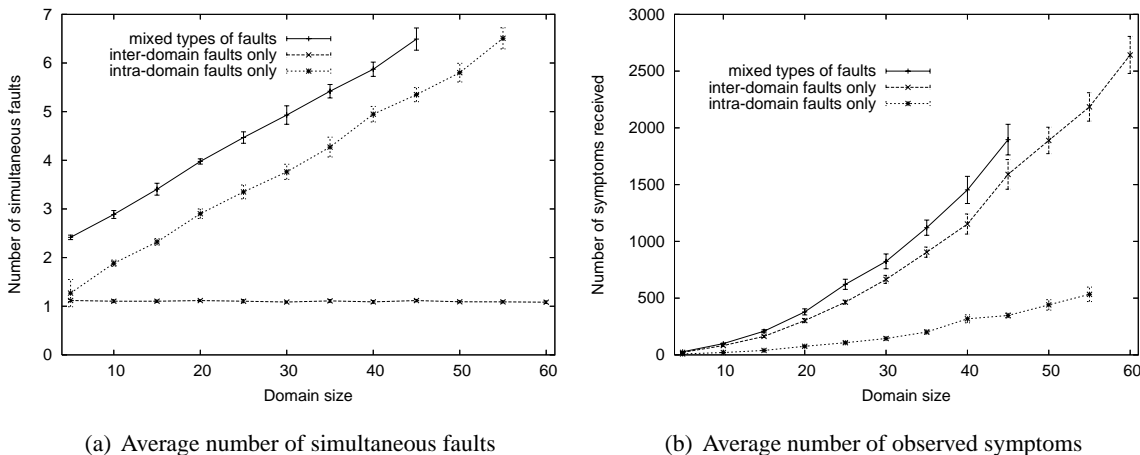 7
6
5
4
3
2
1
0
10 20 30 40 50 60
Number of simultaneous faults
Domain size
mixed types of faults
inter-domain faults only
intra-domain faults only
(a) Average number of simultaneous faults
3000
2500
2000
1500
1000
500
0
10 20 30 40 50 60
Number of symptoms received
Domain size
mixed types of faults
inter-domain faults only
intra-domain faults only
(b) Average number of observed symptoms